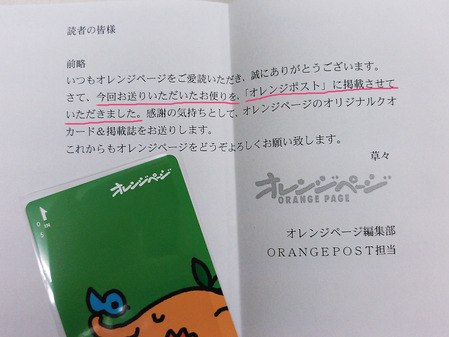 読者の皆様
前略
いつもオレンジページをご愛読いただき、誠にありがとうございます。
さて、今回お送りいただいたお便りを、「オレンジポスト」に掲載させて
いただきました。感謝の気持ちとして、オレンジページのオリジナルクオ
カード＆掲載誌をお送りします。
これからもオレンジページをどうぞよろしくお願い致します。
草々
オレンジページ
ORANGE PAGE
オレンジページ編集部
ＯＲＡＮＧＥＰＯＳＴ担当
オレンジページ